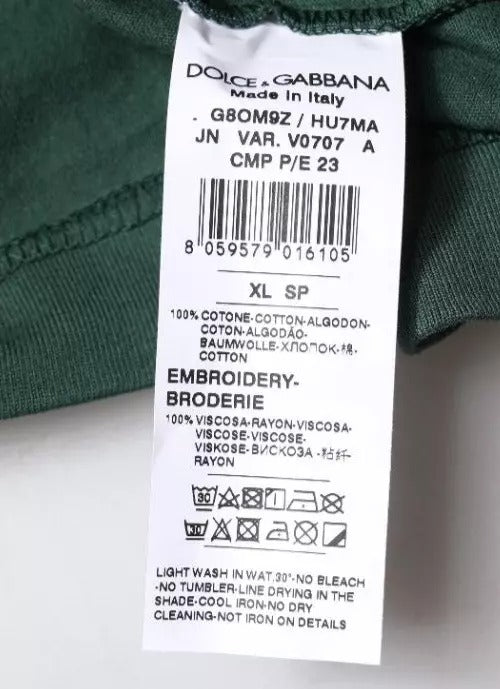 DOLCE & GABBANA
Made in Italy
. G8OM9Z / HU7MA
JN VAR. V0707 A
CMP P/E 23
8 059579 016105
XL SP
100% COTONE-COTTON-ALGODON-
COTON-ALGODÃO-
BAUMWOLLE-ХЛОПОК-棉-
COTTON
EMBROIDERY-
BRODERIE
100% VISCOSA-RAYON-VISCOSA-
VISCOSE-VISCOSE-
VISKOSE-ВИСКОЗА -粘纤-
RAYON
30
30
LIGHT WASH IN WAT.30°-NO BLEACH
-NO TUMBLER-LINE DRYING IN THE
SHADE-COOL IRON-NO DRY
CLEANING-NOT IRON ON DETAILS